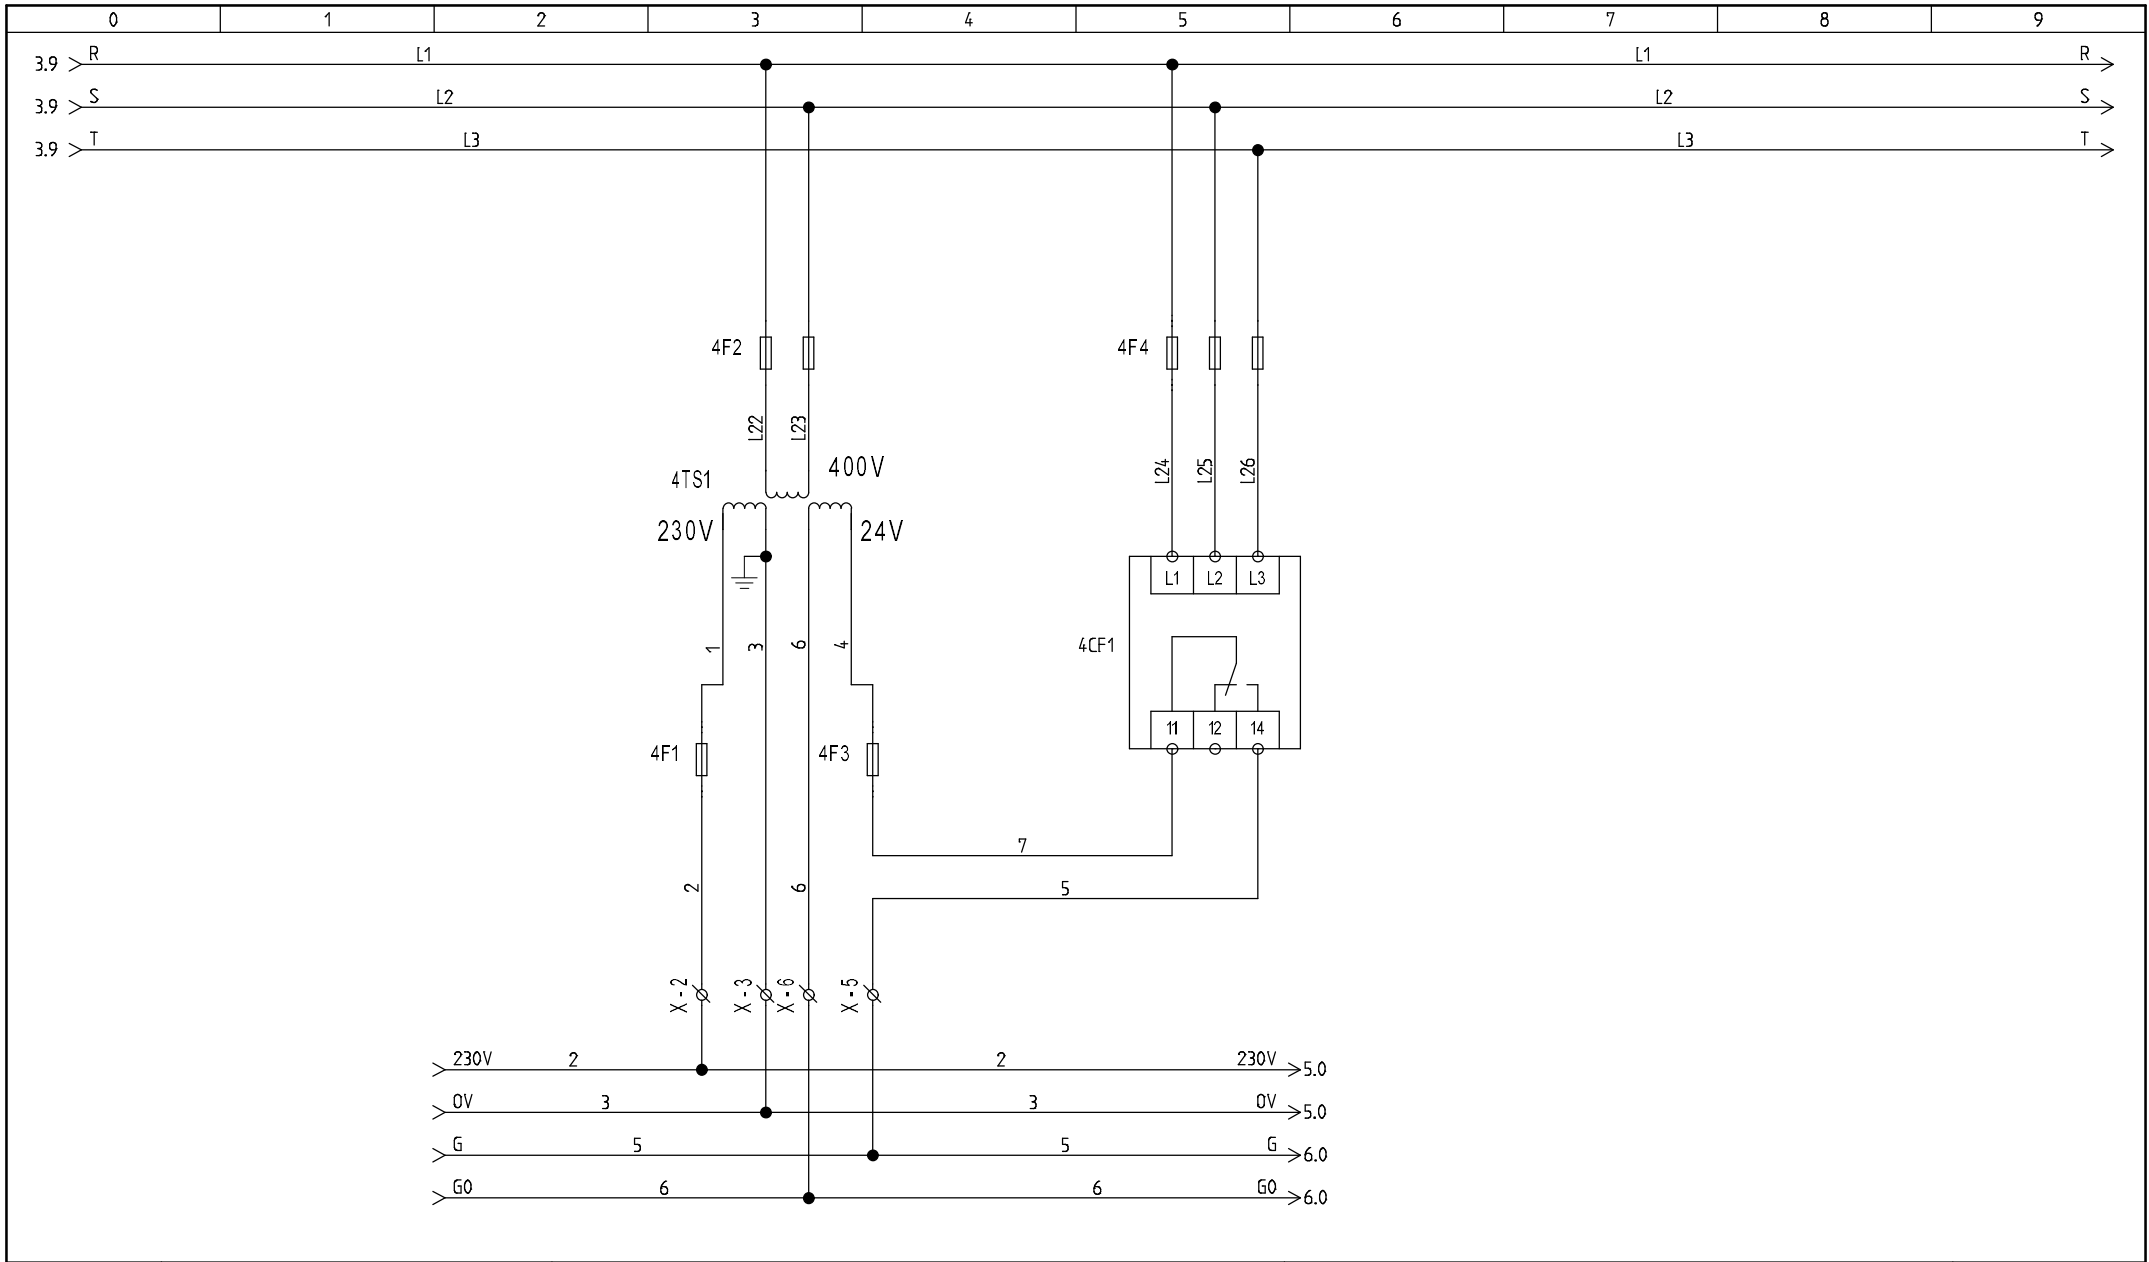 0 1 2 3 4 5 6 7 8 9
3.9 R L1 L1 R
3.9 S L2 L2 S
3.9 T L3 L3 T
4F2 4F4
L22 L23
400V
L24 L25 L26
4TS1
230V 24V
L1 L2 L3
1 3 6 4
4CF1
11 12 14
4F1 4F3
7
2 6 5
X-2 X-3 X-6 X-5
230V 2 2 230V 5.0
0V 3 3 0V 5.0
G 5 5 G 6.0
G0 6 6 G0 6.0